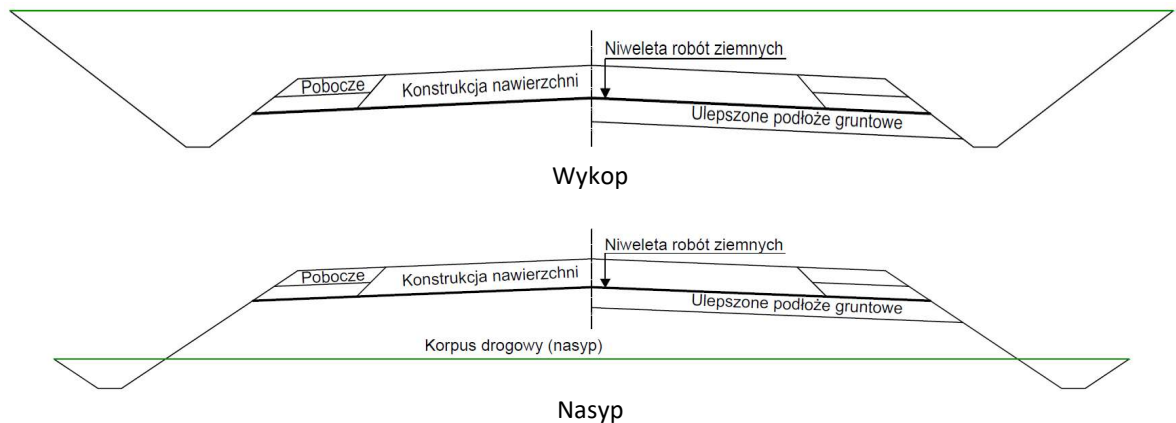 Niweleta robót ziemnych
Pobocze
Konstrukcja nawierzchni
Ulepszone podłoże gruntowe
Wykop
Niweleta robót ziemnych
Pobocze
Konstrukcja nawierzchni
Ulepszone podłoże gruntowe
Korpus drogowy (nasyp)
Nasyp